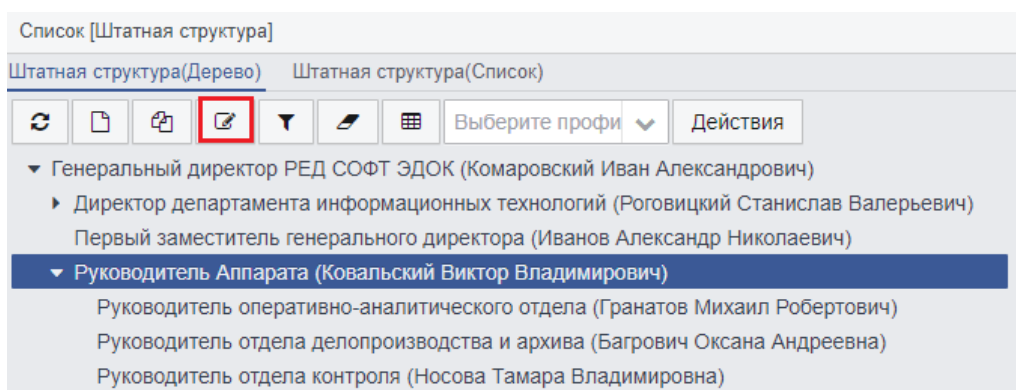 Список [Штатная структура]
Штатная структура(Дерево) Штатная структура(Список)
Выберите профи Действия
Генеральный директор РЕД СОФТ ЭДОК (Комаровский Иван Александрович)
Директор департамента информационных технологий (Роговицкий Станислав Валерьевич)
Первый заместитель генерального директора (Иванов Александр Николаевич)
Руководитель Аппарата (Ковальский Виктор Владимирович)
Руководитель оперативно-аналитического отдела (Гранатов Михаил Робертович)
Руководитель отдела делопроизводства и архива (Багрович Оксана Андреевна)
Руководитель отдела контроля (Носова Тамара Владимировна)